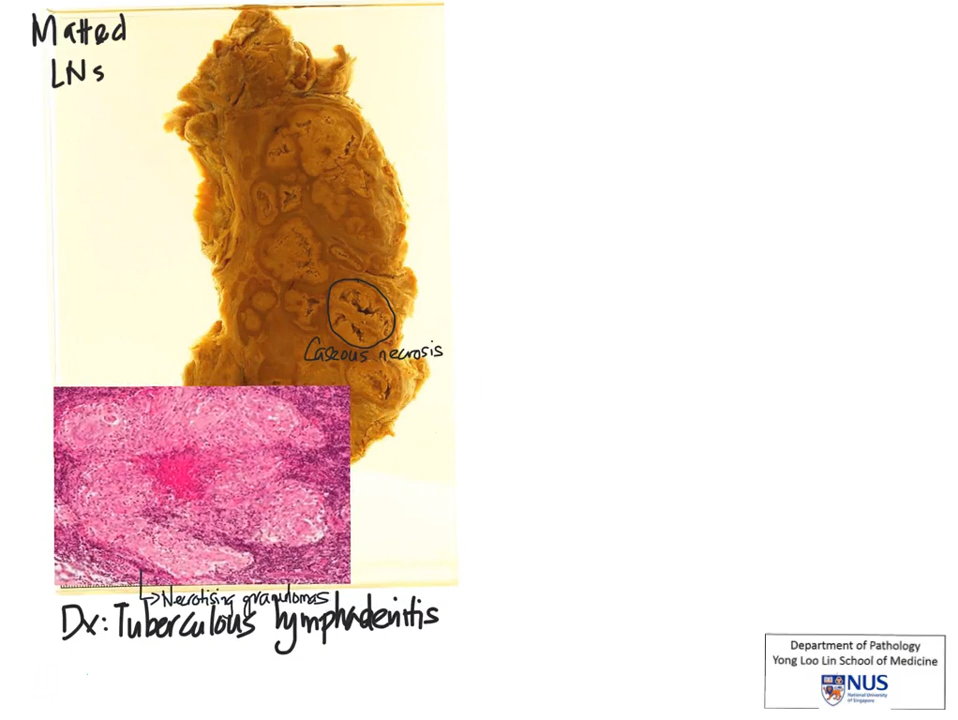 Matted
LNs
Caseous necrosis
Necrotising granulomas
Dx: Tuberculous lymphadenitis
Department of Pathology
Yong Loo Lin School of Medicine
NUS
National University
of Singapore